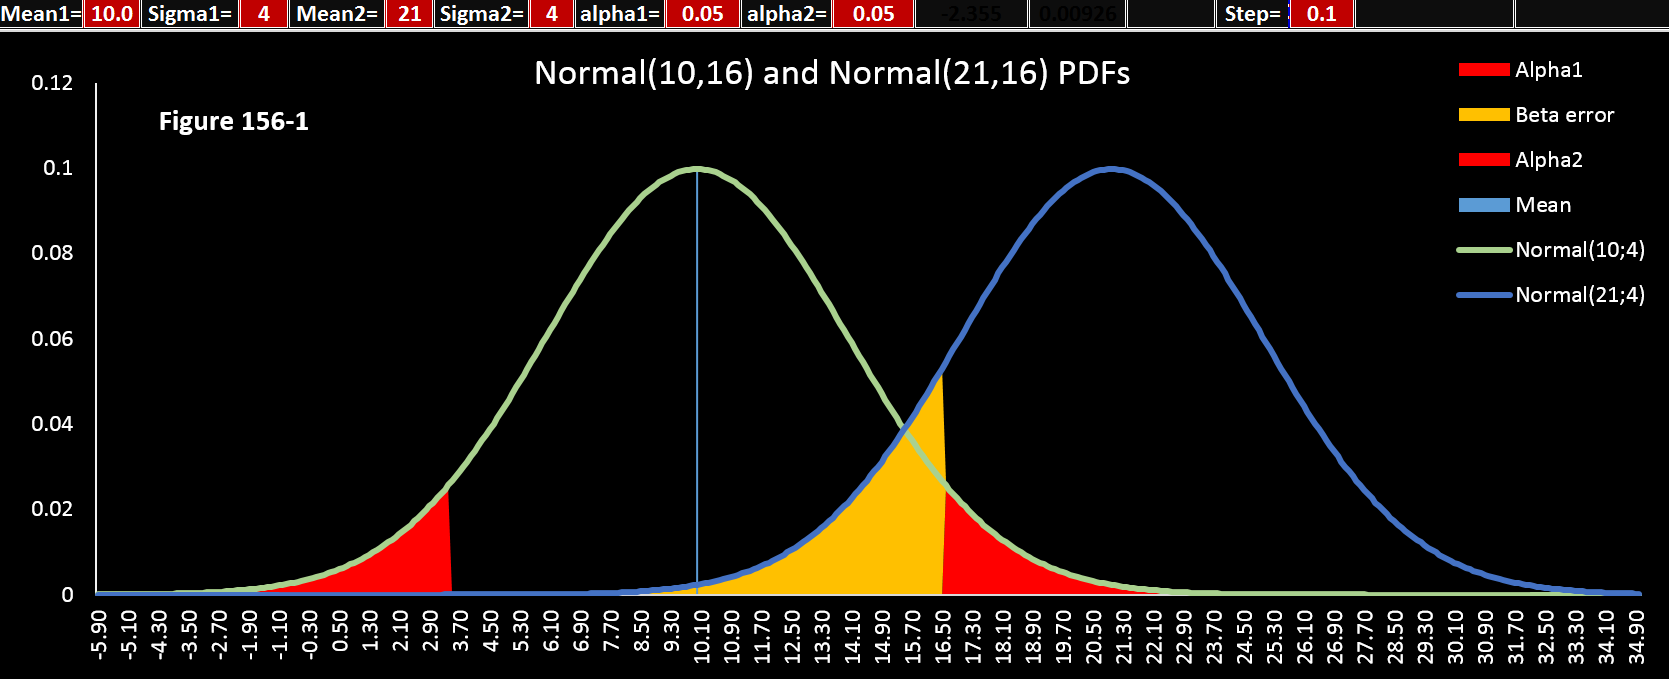 Mean1= 10.0 Sigma1= 4 Mean2= 21 Sigma2= 4 alpha1= 0.05 alpha2= 0.05 -2.355 0.00926 Step= 0.1
Normal(10,16) and Normal(21,16) PDFs
Figure 156-1
0.12
0.1
0.08
0.06
0.04
0.02
0
Alpha1
Beta error
Alpha2
Mean
Normal(10;4)
Normal(21;4)
-5.90 -5.10 -4.30 -3.50 -2.70 -1.90 -1.10 -0.30 0.50 1.30 2.10 2.90 3.70 4.50 5.30 6.10 6.90 7.70 8.50 9.30 10.10 10.90 11.70 12.50 13.30 14.10 14.90 15.70 16.50 17.30 18.10 18.90 19.70 20.50 21.30 22.10 22.90 23.70 24.50 25.30 26.10 26.90 27.70 28.50 29.30 30.10 30.90 31.70 32.50 33.30 34.10 34.90